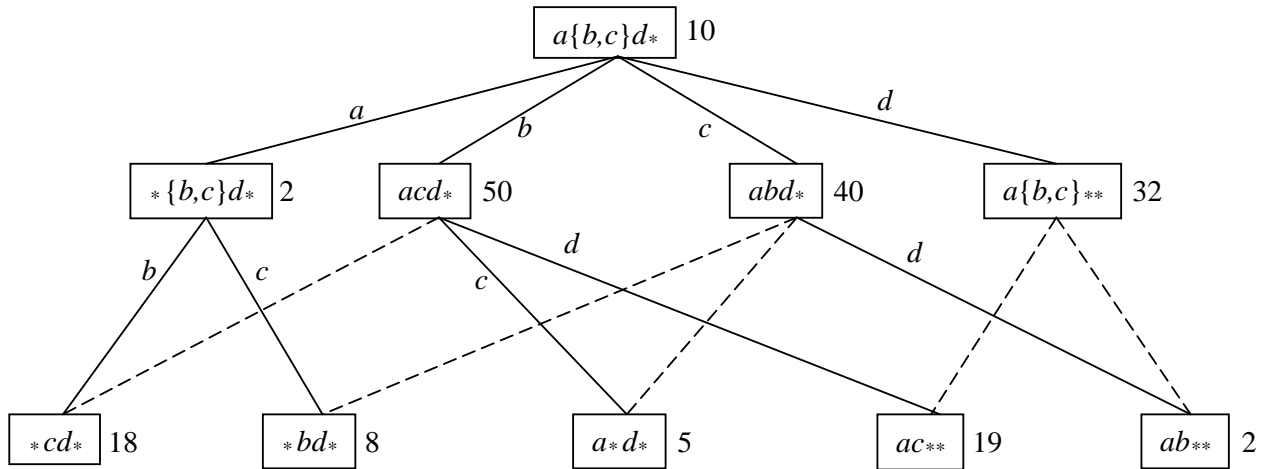 a{b,c}d* 10
a b c d
*{b,c}d* 2 acd* 50 abd* 40 a{b,c}** 32
b c c d d
*cd* 18 *bd* 8 a*d* 5 ac** 19 ab** 2